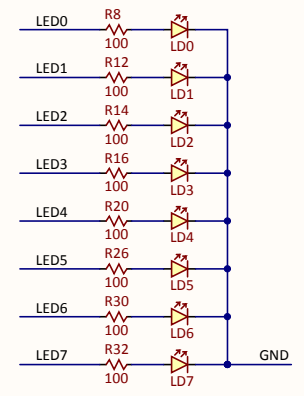 LED0 R8 100 LD0
LED1 R12 100 LD1
LED2 R14 100 LD2
LED3 R16 100 LD3
LED4 R20 100 LD4
LED5 R26 100 LD5
LED6 R30 100 LD6
LED7 R32 100 LD7 GND